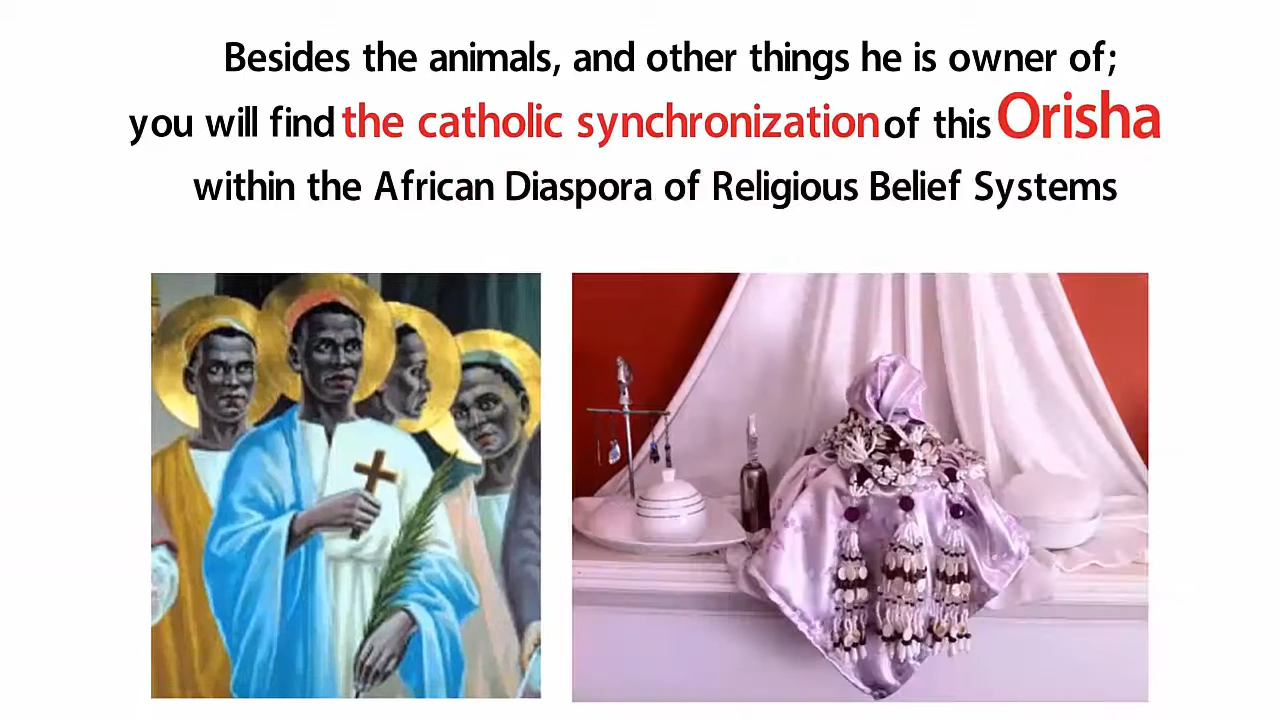 Besides the animals, and other things he is owner of;
you will find the catholic synchronization of this Orisha
within the African Diaspora of Religious Belief Systems